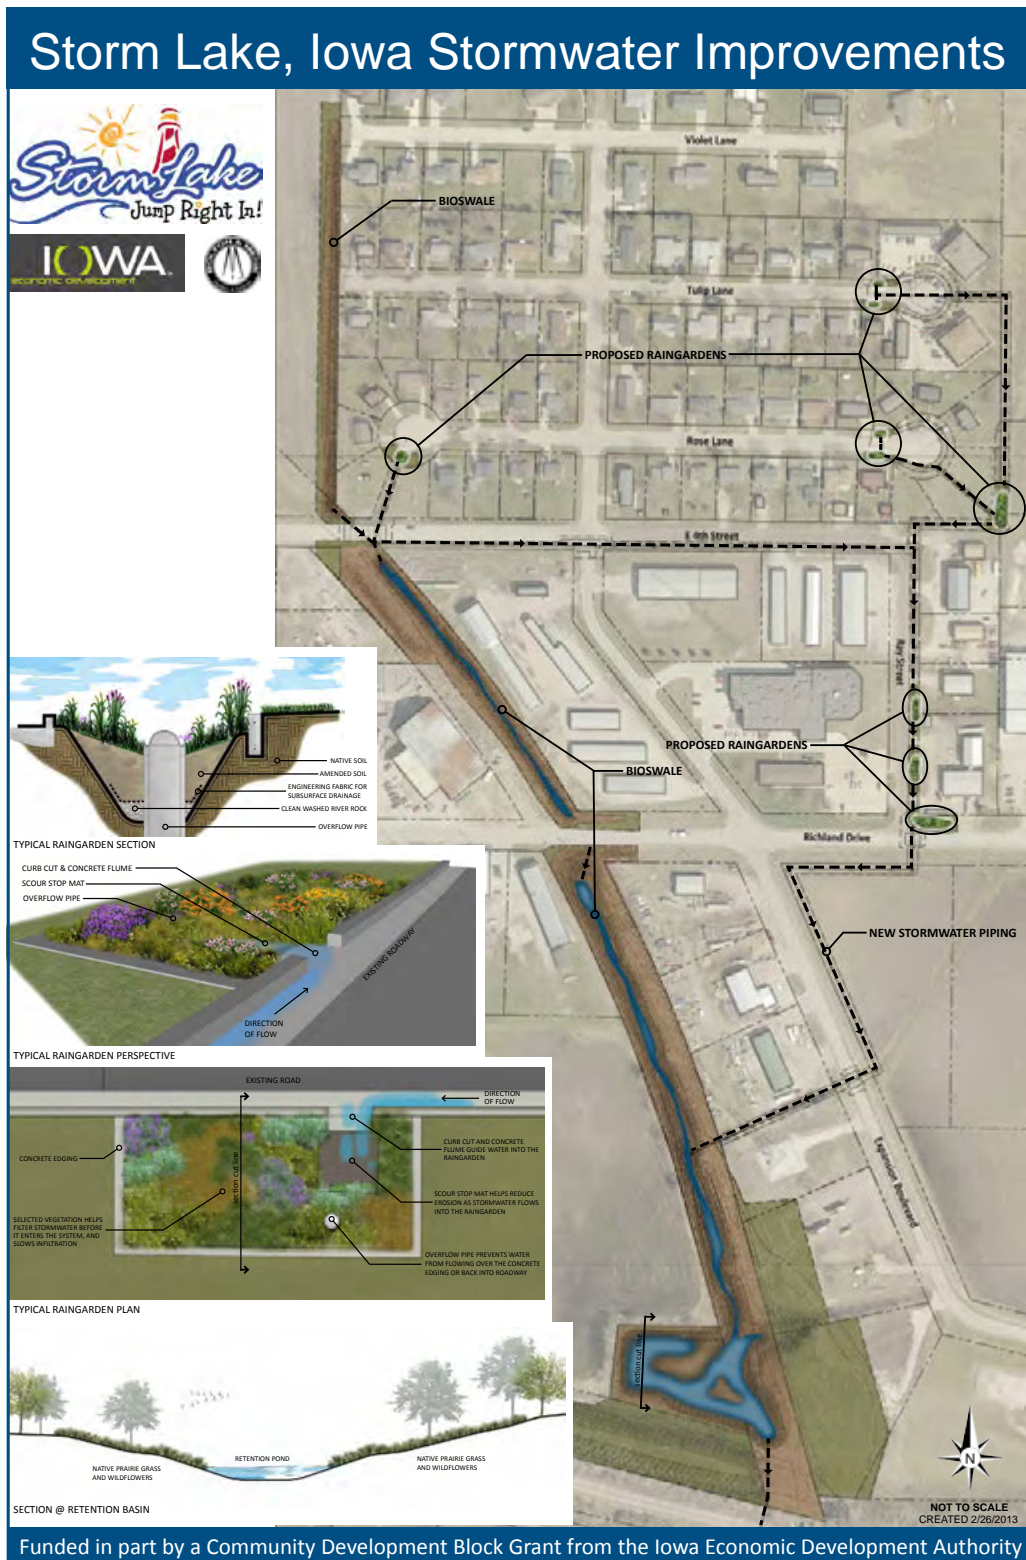 Storm Lake, Iowa Stormwater Improvements
Storm Lake
Jump Right In!
IOWA
economic development
Violet Lane
BIOSWALE
Tulip Lane
PROPOSED RAINGARDENS
Rose Lane
E 4th Street
Ray Street
PROPOSED RAINGARDENS
BIOSWALE
Richland Drive
NEW STORMWATER PIPING
Expansion Boulevard
section cut line
NATIVE SOIL
AMENDED SOIL
ENGINEERING FABRIC FOR
SUBSURFACE DRAINAGE
CLEAN WASHED RIVER ROCK
OVERFLOW PIPE
TYPICAL RAINGARDEN SECTION
CURB CUT & CONCRETE FLUME
SCOUR STOP MAT
OVERFLOW PIPE
EXISTING ROADWAY
DIRECTION
OF FLOW
TYPICAL RAINGARDEN PERSPECTIVE
EXISTING ROAD
DIRECTION
OF FLOW
CONCRETE EDGING
section cut line
CURB CUT AND CONCRETE
FLUME GUIDE WATER INTO THE
RAINGARDEN
SCOUR STOP MAT HELPS REDUCE
EROSION AS STORMWATER FLOWS
INTO THE RAINGARDEN
SELECTED VEGETATION HELPS
FILTER STORMWATER BEFORE
IT ENTERS THE SYSTEM, AND
SLOWS INFILTRATION
OVERFLOW PIPE PREVENTS WATER
FROM FLOWING OVER THE CONCRETE
EDGING OR BACK INTO ROADWAY
TYPICAL RAINGARDEN PLAN
RETENTION POND
NATIVE PRAIRIE GRASS
AND WILDFLOWERS
NATIVE PRAIRIE GRASS
AND WILDFLOWERS
SECTION @ RETENTION BASIN
N
NOT TO SCALE
CREATED 2/26/2013
Funded in part by a Community Development Block Grant from the Iowa Economic Development Authority